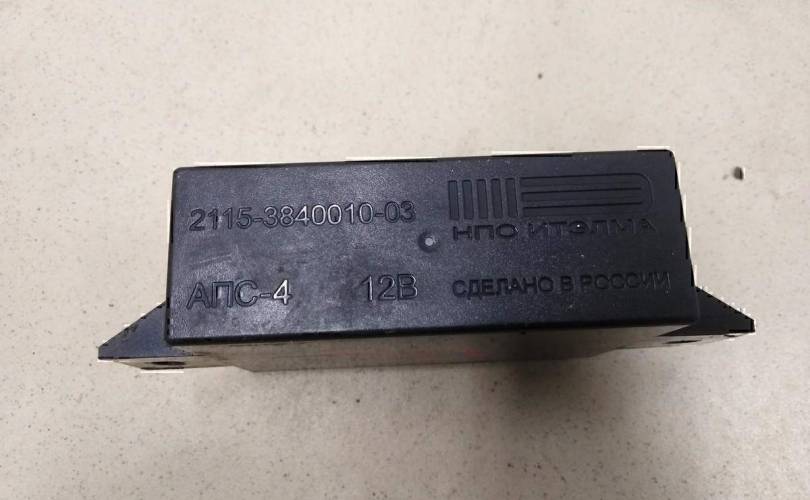 2115-3840010-03
НПО ИТЭЛМА
АПС-4 12В
СДЕЛАНО В РОССИИ